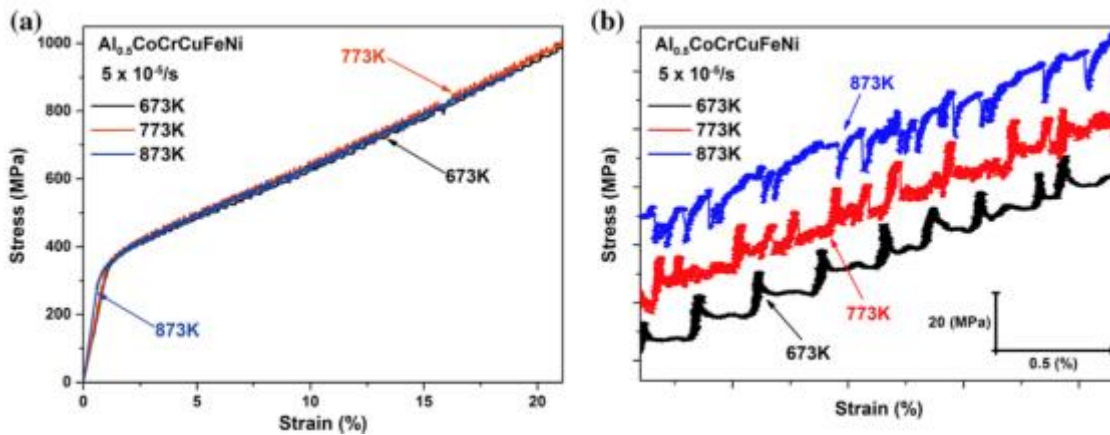 (a)
Al0.5CoCrCuFeNi
5 x 10-5/s
673K
773K
873K
773K
673K
873K
1000
800
600
400
200
0
Stress (MPa)
0 5 10 15 20
Strain (%)
(b)
Al0.5CoCrCuFeNi
5 x 10-5/s
673K
773K
873K
873K
773K
673K
20 (MPa)
0.5 (%)
Stress (MPa)
Strain (%)